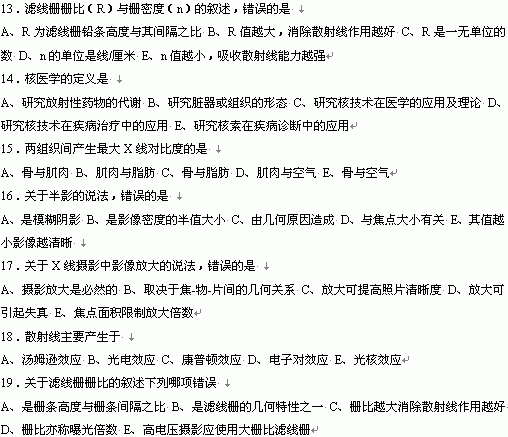 13．滤线栅栅比（R）与栅密度（n）的叙述，错误的是 ↓
A、R 为滤线栅铅条高度与其间隔之比 B、R 值越大，消除散射线作用越好 C、R 是一无单位的
数 D、n 的单位是线/厘米 E、n 值越小，吸收散射线能力越强↵
14．核医学的定义是 ↓
A、研究放射性药物的代谢 B、研究脏器或组织的形态 C、研究核技术在医学的应用及理论 D、
研究核技术在疾病治疗中的应用 E、研究核素在疾病诊断中的应用↵
15．两组织间产生最大 X 线对比度的是 ↓
A、骨与肌肉 B、肌肉与脂肪 C、骨与脂肪 D、肌肉与空气 E、骨与空气↵
16．关于半影的说法，错误的是 ↓
A、是模糊阴影 B、是影像密度的半值大小 C、由几何原因造成 D、与焦点大小有关 E、其值越
小影像越清晰 ↓
17．关于 X 线摄影中影像放大的说法，错误的是 ↓
A、摄影放大是必然的 B、取决于焦-物-片间的几何关系 C、放大可提高照片清晰度 D、放大可
引起失真 E、焦点面积限制放大倍数↵
18．散射线主要产生于 ↓
A、汤姆逊效应 B、光电效应 C、康普顿效应 D、电子对效应 E、光核效应↵
19．关于滤线栅栅比的叙述下列哪项错误 ↓
A、是栅条高度与栅条间隔之比 B、是滤线栅的几何特性之一 C、栅比越大消除散射线作用越好
D、栅比亦称曝光倍数 E、高电压摄影应使用大栅比滤线栅↵